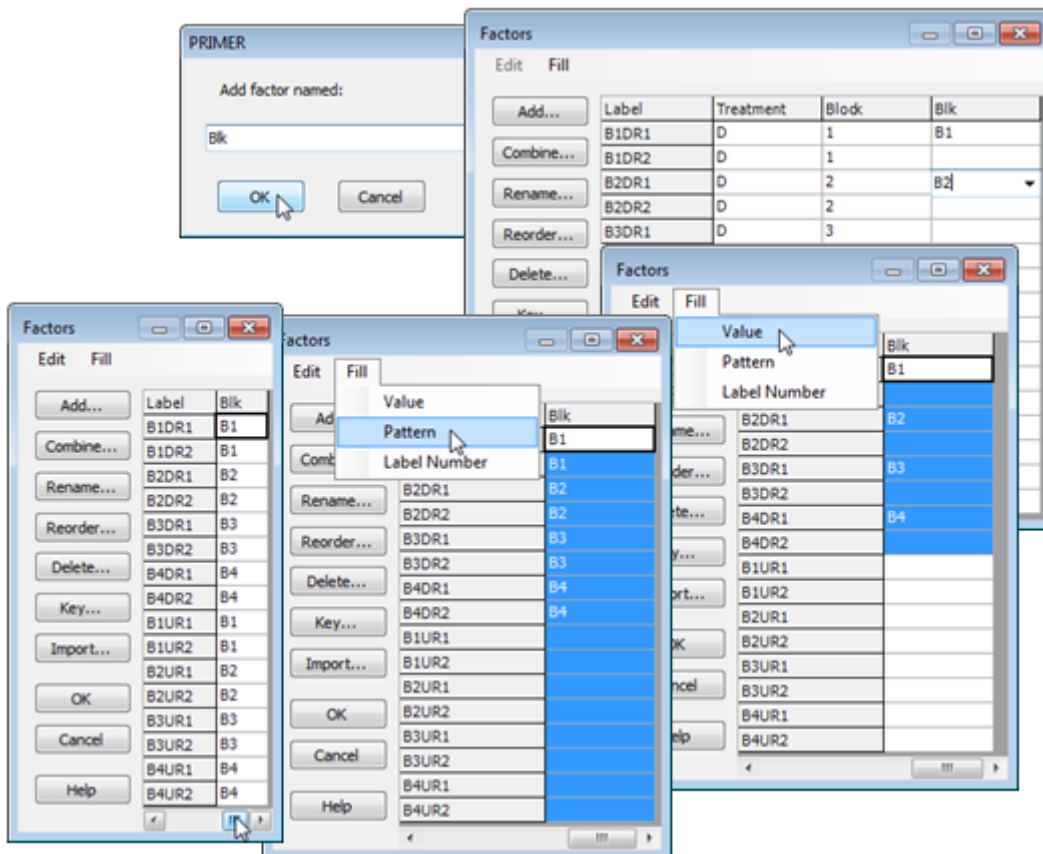 PRIMER
Add factor named:
Blk
OK Cancel
Factors
Edit Fill
Add...
Combine...
Rename...
Reorder...
Delete...
Label Treatment Block Blk
B1DR1 D 1 B1
B1DR2 D 1
B2DR1 D 2 B2
B2DR2 D 2
B3DR1 D 3
Factors
Edit Fill
Value
Pattern
Label Number
Blk
B1
B2DR1 B2
B2DR2
B3DR1 B3
B3DR2
B4DR1 B4
B4DR2
B1UR1
B1UR2
B2UR1
B2UR2
B3UR1
B3UR2
B4UR1
B4UR2
Factors
Edit Fill
Add...
Combine...
Rename...
Reorder...
Delete...
Key...
Import...
OK
Cancel
Help
Label Blk
B1DR1 B1
B1DR2 B1
B2DR1 B2
B2DR2 B2
B3DR1 B3
B3DR2 B3
B4DR1 B4
B4DR2 B4
B1UR1 B1
B1UR2 B1
B2UR1 B2
B2UR2 B2
B3UR1 B3
B3UR2 B3
B4UR1 B4
B4UR2 B4
actors
Edit Fill
Value
Pattern
Label Number
Rename...
Reorder...
Delete...
Key...
Import...
OK
Cancel
Help
Blk
B1
B1
B2DR1 B2
B2DR2 B2
B3DR1 B3
B3DR2 B3
B4DR1 B4
B4DR2 B4
B1UR1
B1UR2
B2UR1
B2UR2
B3UR1
B3UR2
B4UR1
B4UR2